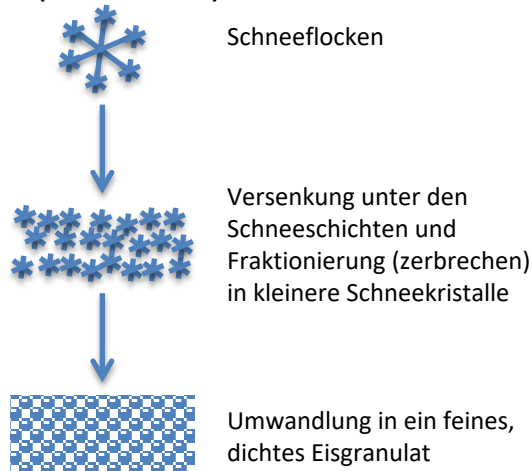 Schneeflocken
Versenkung unter den
Schneeschichten und
Fraktionierung (zerbrechen)
in kleinere Schneekristalle
Umwandlung in ein feines,
dichtes Eisgranulat